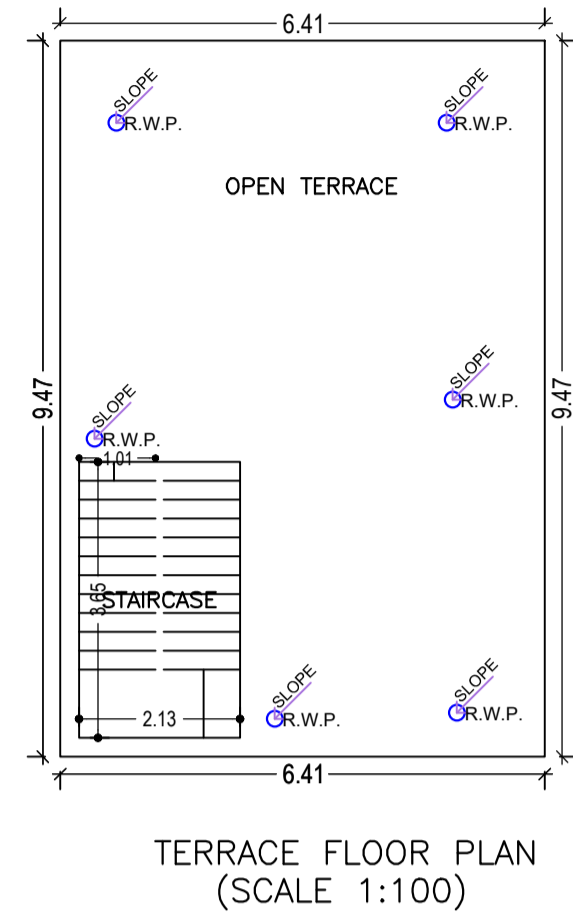 6.41
SLOPE
R.W.P.
SLOPE
R.W.P.
OPEN TERRACE
9.47
9.47
SLOPE
R.W.P.
SLOPE
R.W.P.
1.01
3.65
STAIRCASE
2.13
SLOPE
R.W.P.
SLOPE
R.W.P.
6.41
TERRACE FLOOR PLAN
(SCALE 1:100)